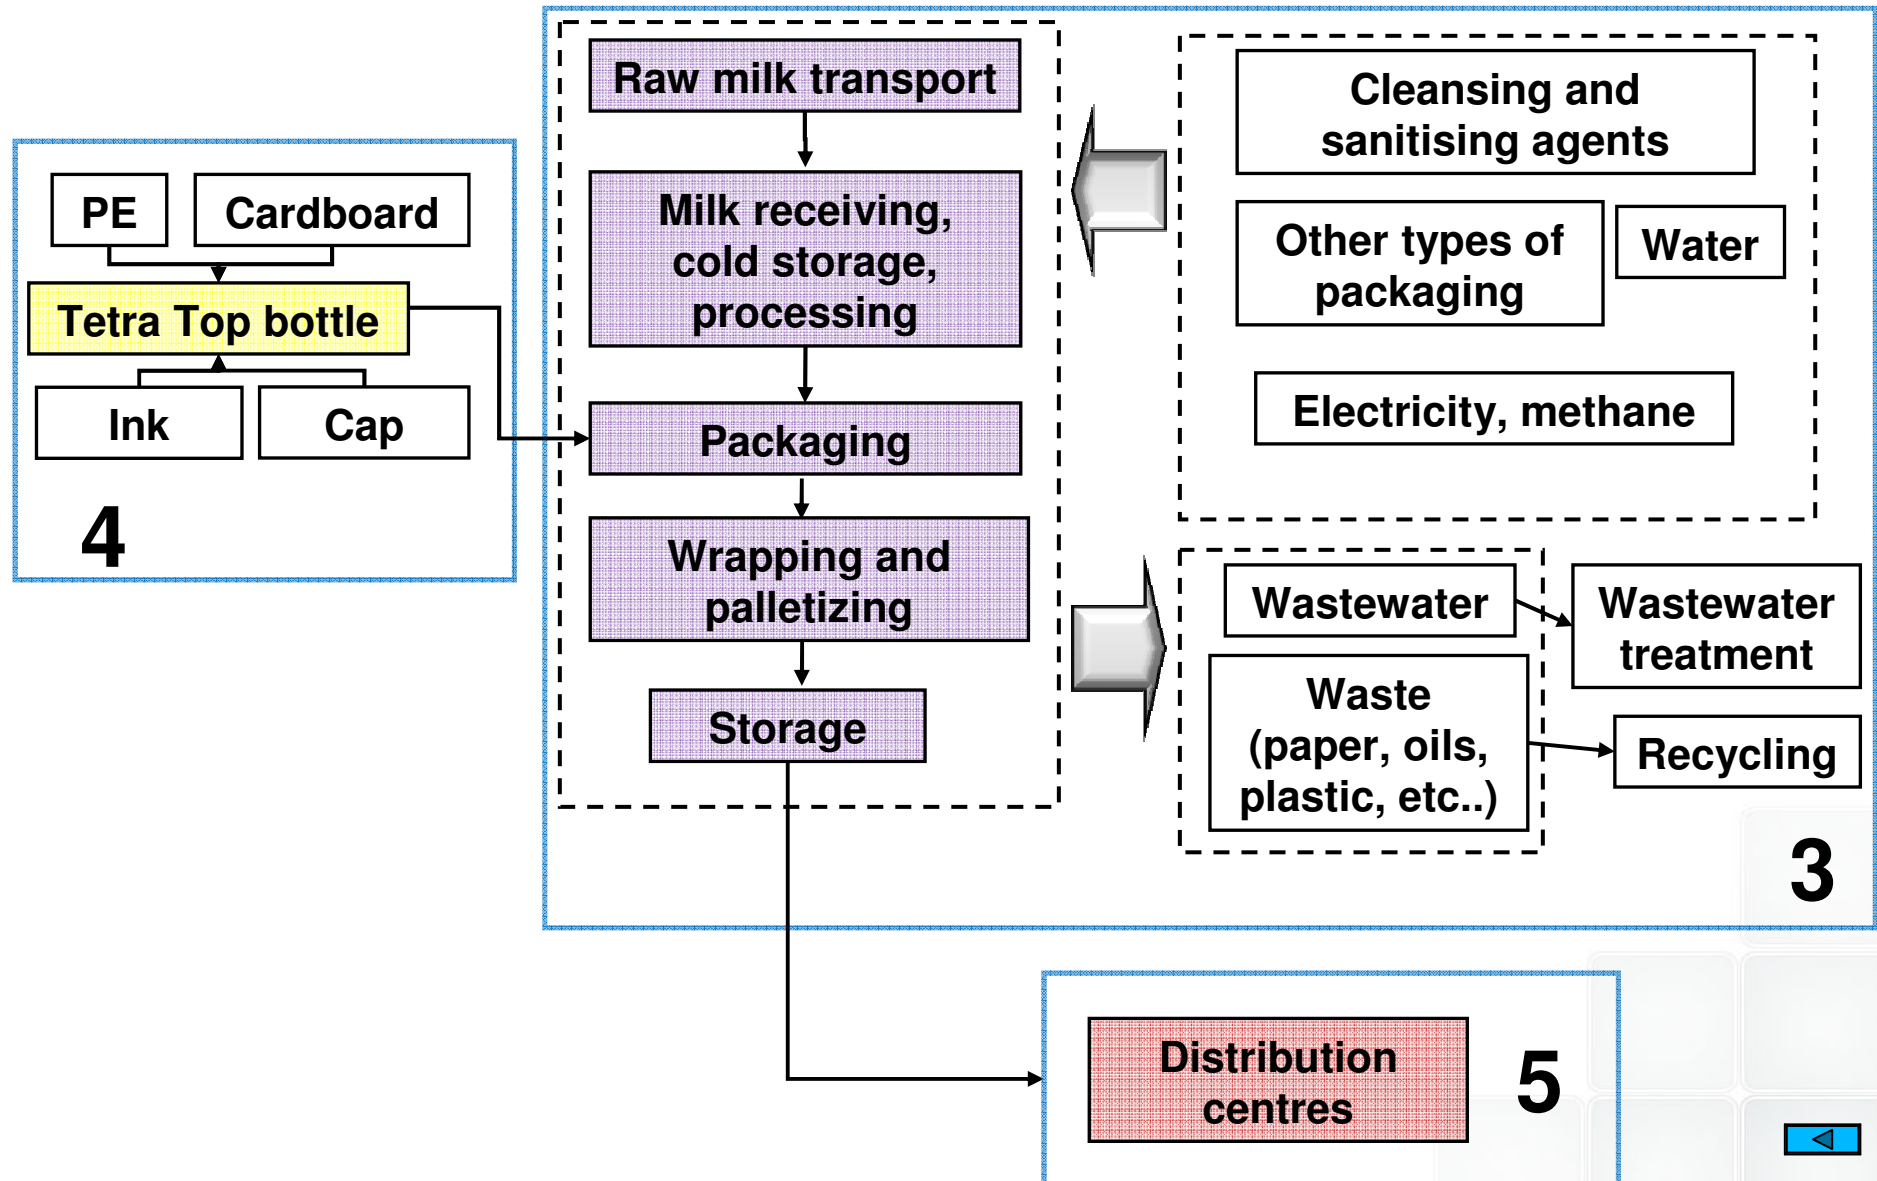 PE
Cardboard
Tetra Top bottle
Ink
Cap
4
Raw milk transport
Milk receiving,
cold storage,
processing
Packaging
Wrapping and
palletizing
Storage
Cleansing and
sanitising agents
Other types of
packaging
Water
Electricity, methane
Wastewater
Wastewater
treatment
Waste
(paper, oils,
plastic, etc..)
Recycling
3
Distribution
centres
5